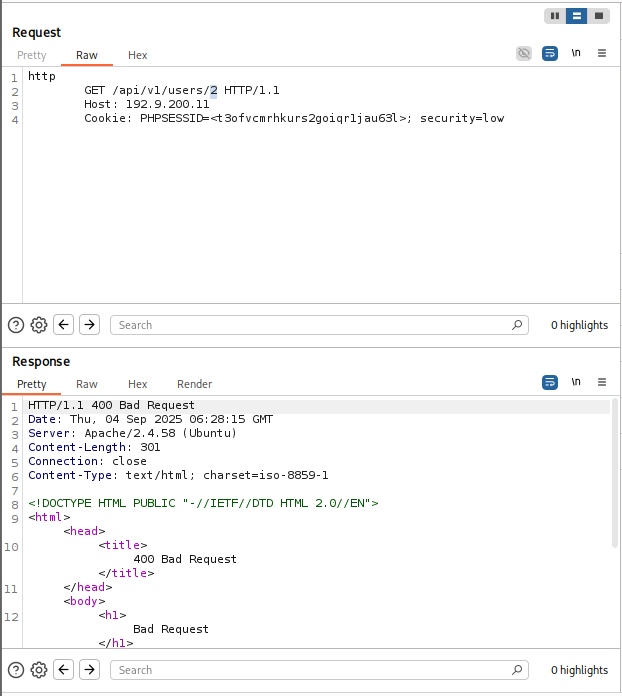 Request
Pretty Raw Hex \n
1 http
2 GET /api/v1/users/2 HTTP/1.1
3 Host: 192.9.200.11
4 Cookie: PHPSESSID=<t3ofvcmrhkurs2goiqr1jau63l>; security=low
Search 0 highlights
Response
Pretty Raw Hex Render \n
1 HTTP/1.1 400 Bad Request
2 Date: Thu, 04 Sep 2025 06:28:15 GMT
3 Server: Apache/2.4.58 (Ubuntu)
4 Content-Length: 301
5 Connection: close
6 Content-Type: text/html; charset=iso-8859-1
7
8 <!DOCTYPE HTML PUBLIC "-//IETF//DTD HTML 2.0//EN">
9 <html>
<head>
10 <title>
400 Bad Request
</title>
11 </head>
<body>
12 <h1>
Bad Request
</h1>
Search 0 highlights